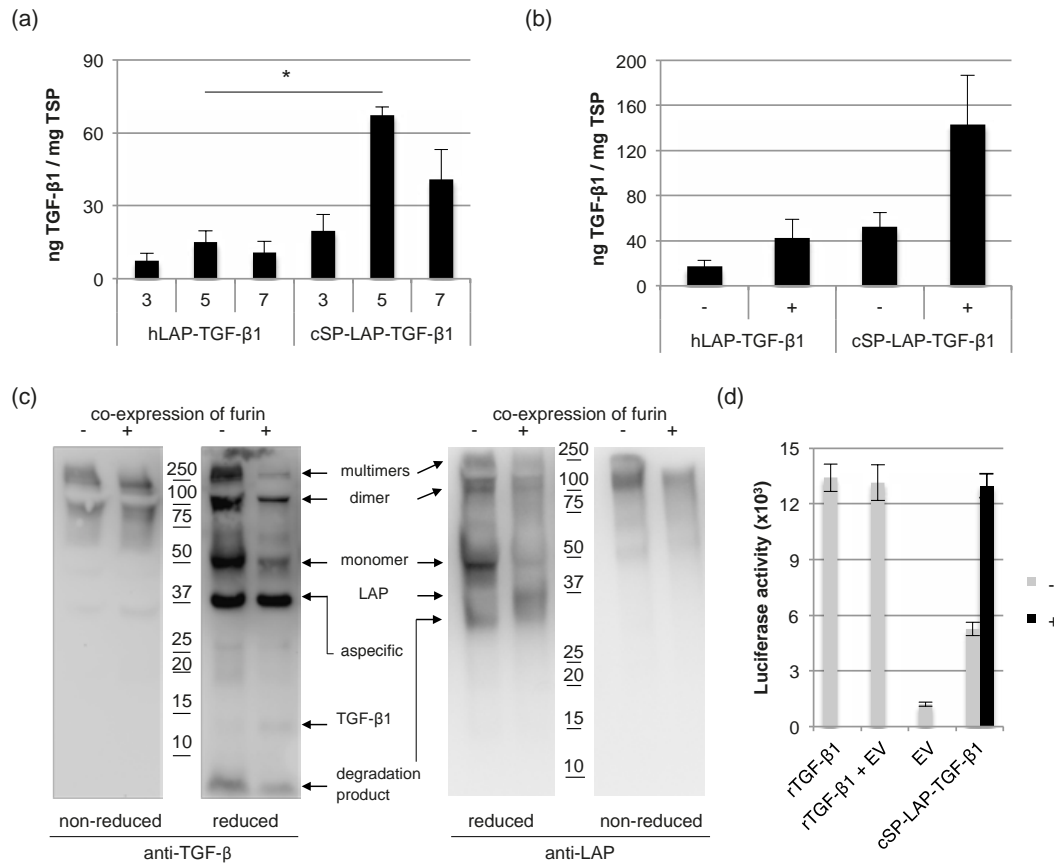 (a)
ng TGF-β1 / mg TSP
90
60
30
0
*
3 5 7 3 5 7
hLAP-TGF-β1 cSP-LAP-TGF-β1
(b)
ng TGF-β1 / mg TSP
200
160
120
80
40
0
- + - +
hLAP-TGF-β1 cSP-LAP-TGF-β1
(c)
co-expression of furin
- + - +
250
100
75
50
37
25
20
15
10
multimers
dimer
monomer
LAP
aspecific
TGF-β1
degradation
product
co-expression of furin
- + - +
250
100
75
50
37
25
20
15
10
non-reduced reduced
anti-TGF-β
reduced non-reduced
anti-LAP
(d)
Luciferase activity (x10³)
15
12
9
6
3
0
rTGF-β1
rTGF-β1 + EV
EV
cSP-LAP-TGF-β1
-
+